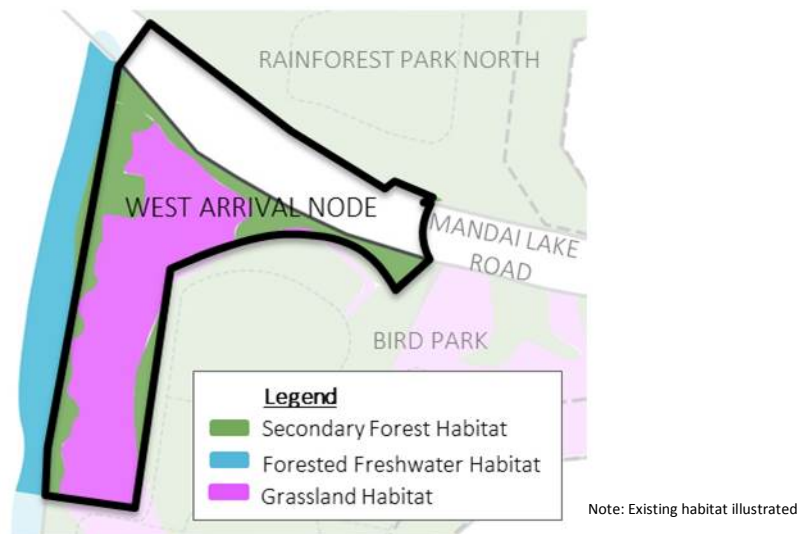 RAINFOREST PARK NORTH
WEST ARRIVAL NODE
MANDAI LAKE
ROAD
BIRD PARK
Legend
Secondary Forest Habitat
Forested Freshwater Habitat
Grassland Habitat
Note: Existing habitat illustrated